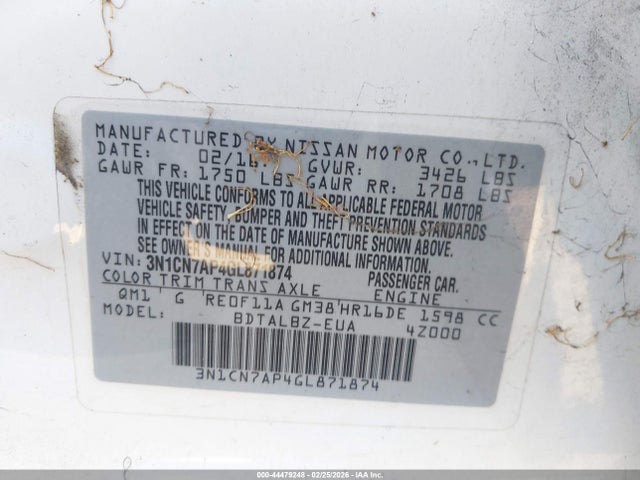 MANUFACTURED BY NISSAN MOTOR CO., LTD.
DATE: 02/16 GVWR: 3426 LBS
GAWR FR: 1750 LBS GAWR RR: 1708 LBS
THIS VEHICLE CONFORMS TO ALL APPLICABLE FEDERAL MOTOR
VEHICLE SAFETY, BUMPER AND THEFT PREVENTION STANDARDS
IN EFFECT ON THE DATE OF MANUFACTURE SHOWN ABOVE.
SEE OWNER'S MANUAL FOR ADDITIONAL INFORMATION.
VIN: 3N1CN7AP4GL871874 PASSENGER CAR.
COLOR TRIM TRANS AXLE ENGINE
QM1 G RE0F11A GM38 HR16DE 1598 CC
MODEL: BDTALBZ-EUA 4Z000
3N1CN7AP4GL871874
000-44479248 - 02/25/2026 - Copyright © IAA, LLC